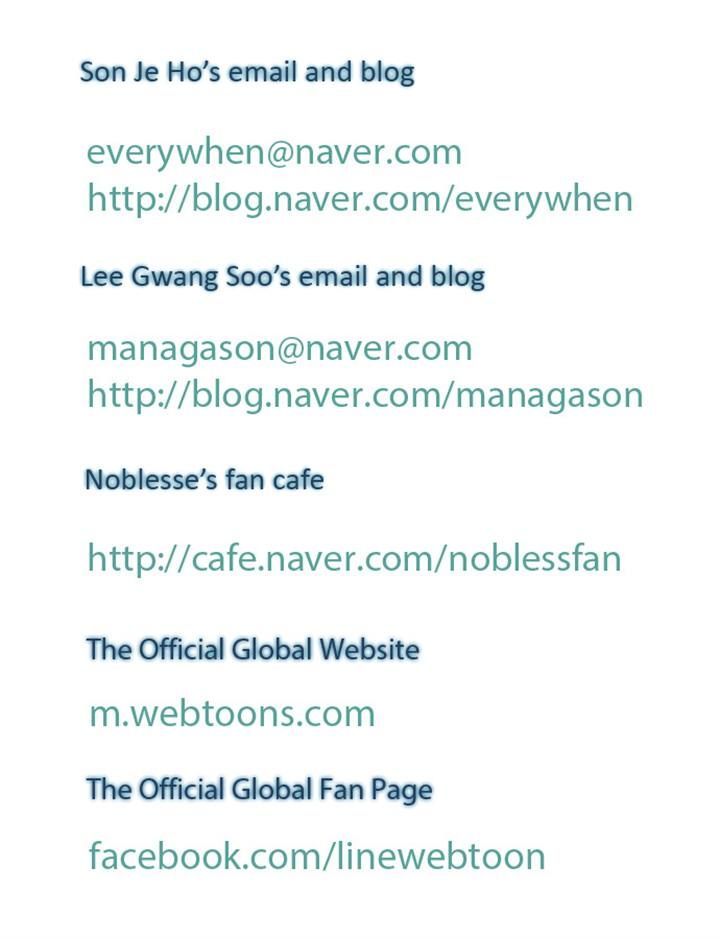 Son Je Ho’s email and blog
everywhen@naver.com
http://blog.naver.com/everywhen
Lee Gwang Soo’s email and blog
managason@naver.com
http://blog.naver.com/managason
Noblesse’s fan cafe
http://cafe.naver.com/noblessfan
The Official Global Website
m.webtoons.com
The Official Global Fan Page
facebook.com/linewebtoon